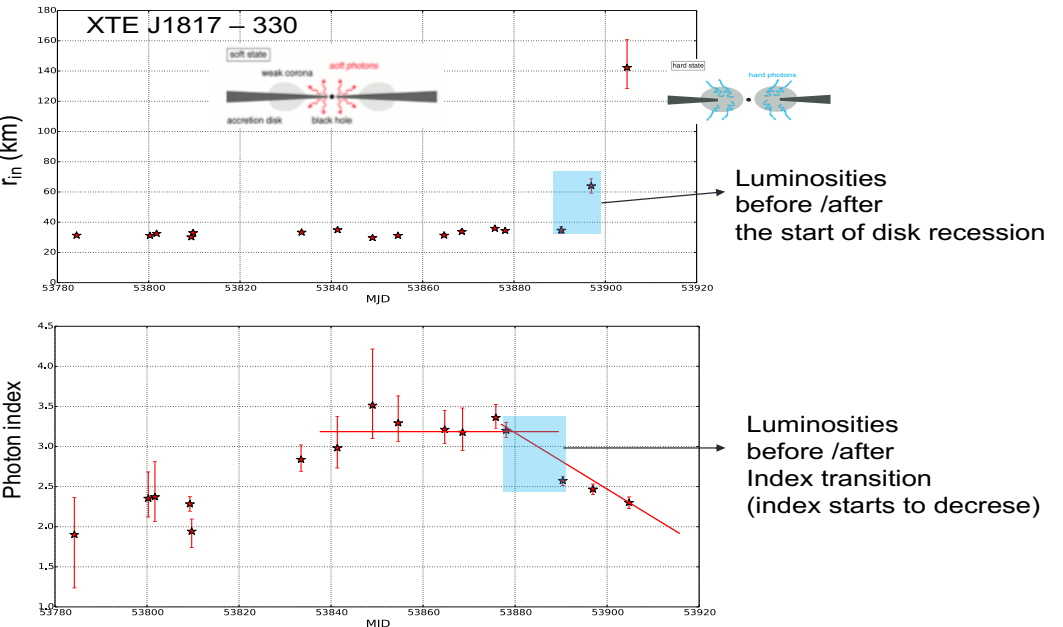 XTE J1817 – 330
soft state
weak corona
soft photons
accretion disk
black hole
hard state
hard photons
r_in (km)
180
160
140
120
100
80
60
40
20
0
53780
53800
53820
53840
53860
53880
53900
53920
MJD
Luminosities
before /after
the start of disk recession
Photon index
4.5
4.0
3.5
3.0
2.5
2.0
1.5
1.0
53780
53800
53820
53840
53860
53880
53900
53920
MJD
Luminosities
before /after
Index transition
(index starts to decrese)